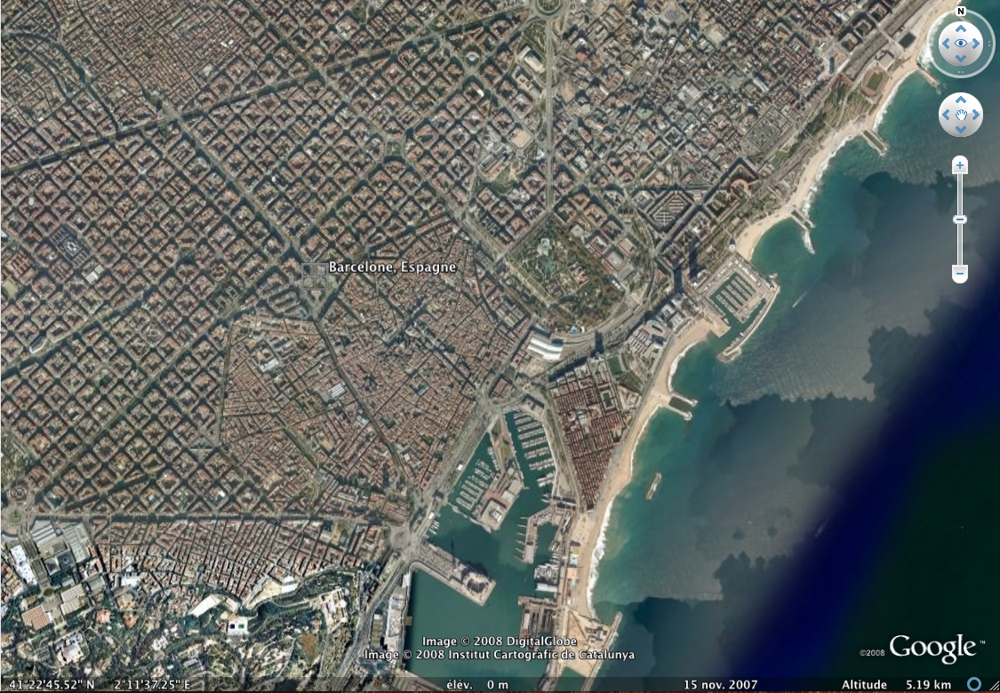 N
Barcelone, Espagne
Image © 2008 DigitalGlobe
Image © 2008 Institut Cartogràfic de Catalunya
©2008 Google™
41°22'45.52" N 2°11'37.25" E élév. 0 m 15 nov. 2007 Altitude 5.19 km